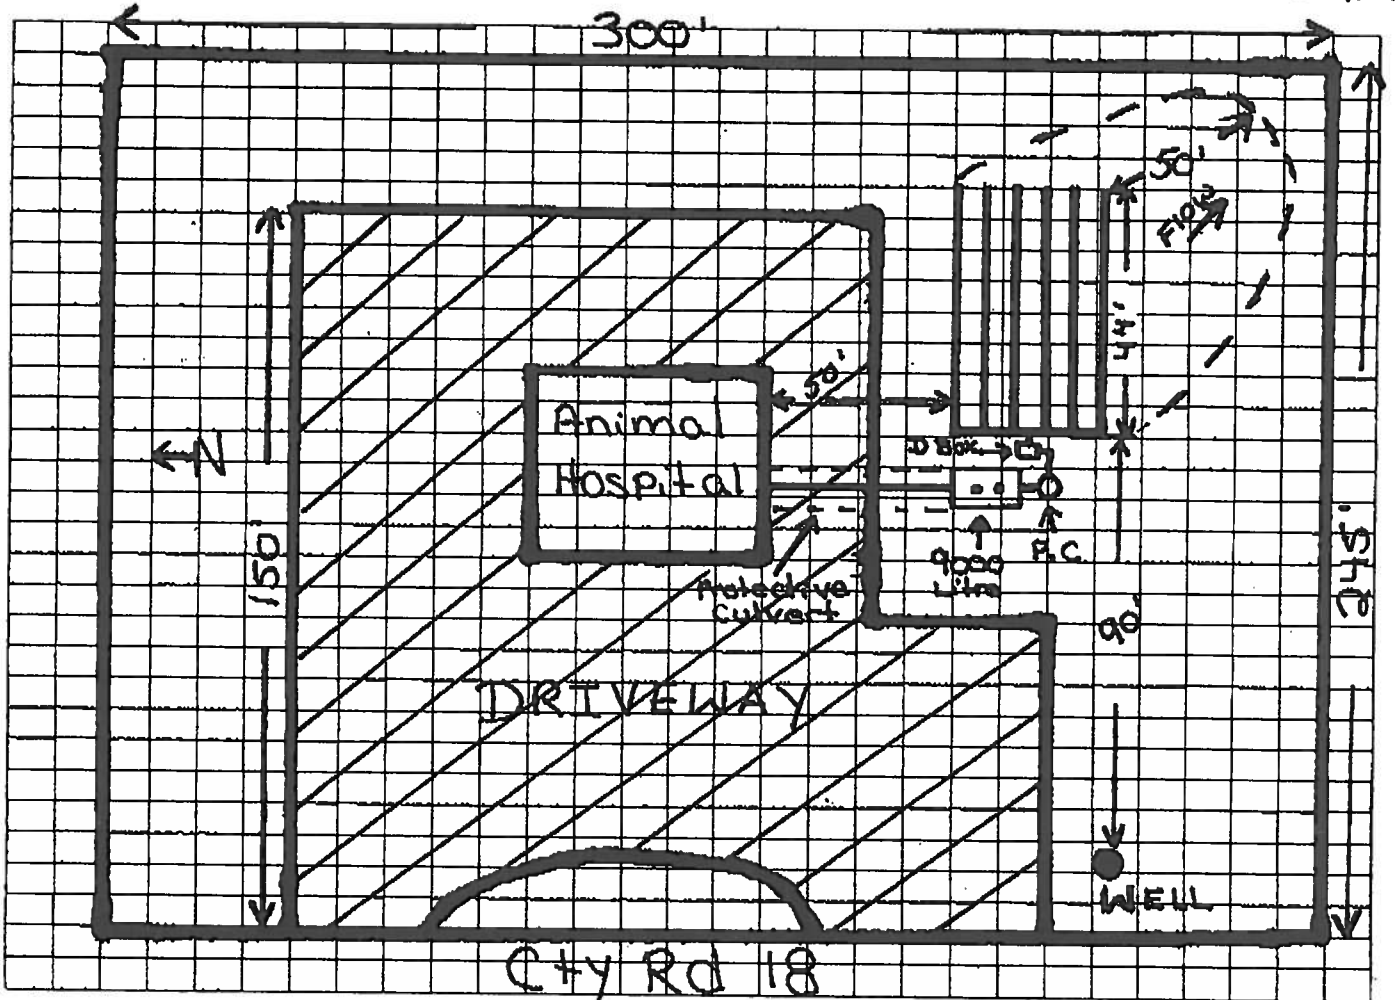 300'
50'
Flow
44'
50'
Animal
Hospital
N
D Box
P.C.
9000
Litre
Protective
Culvert
150'
245'
90'
DRIVEWAY
WELL
Cty Rd 18